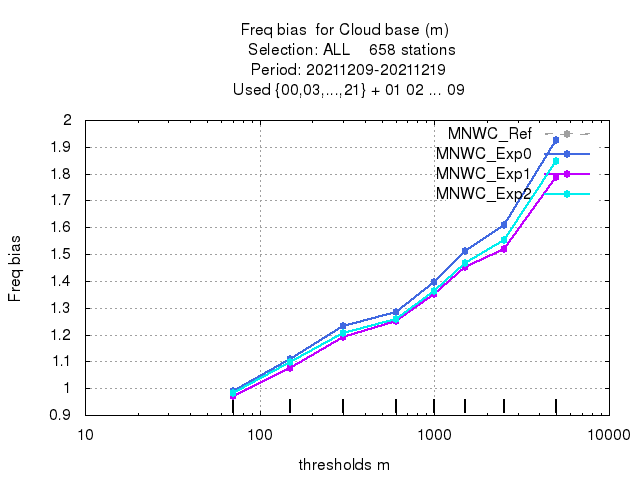 Freq bias  for Cloud base (m)
Selection: ALL    658 stations
Period: 20211209-20211219
Used {00,03,...,21} + 01 02 ... 09
2
1.9
1.8
1.7
1.6
1.5
1.4
1.3
1.2
1.1
1
0.9
Freq bias
MNWC_Ref
MNWC_Exp0
MNWC_Exp1
MNWC_Exp2
10 100 1000 10000
thresholds m